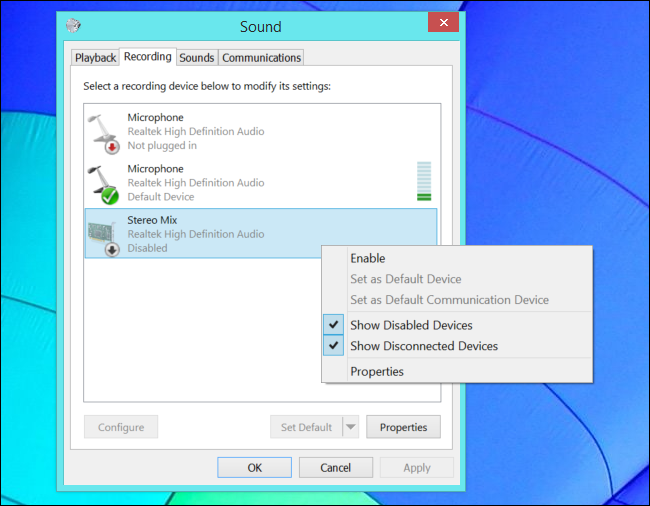 Sound
Playback Recording Sounds Communications
Select a recording device below to modify its settings:
Microphone
Realtek High Definition Audio
Not plugged in
Microphone
Realtek High Definition Audio
Default Device
Stereo Mix
Realtek High Definition Audio
Disabled
Enable
Set as Default Device
Set as Default Communication Device
Show Disabled Devices
Show Disconnected Devices
Properties
Configure Set Default Properties
OK Cancel Apply